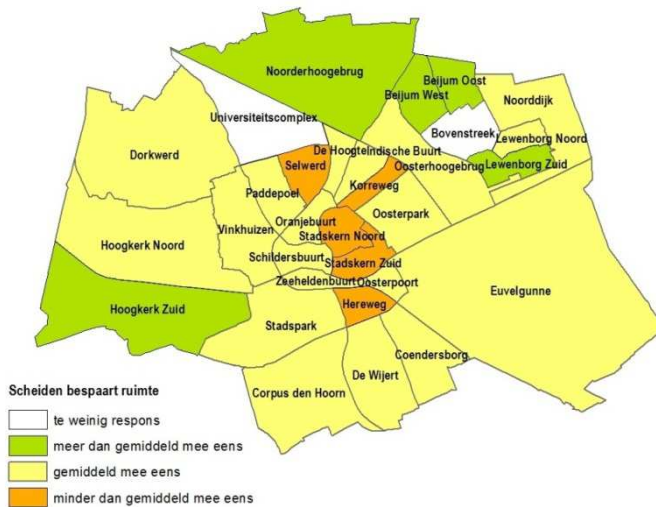 Noorderhoogebrug
Beijum Oost
Beijum West
Noorddijk
Universiteitscomplex
Bovenstreek
Lewenborg Noord
De Hoogte
Indische Buurt
Dorkwerd
Selwerd
Oosterhoogebrug
Lewenborg Zuid
Korreweg
Paddepoel
Oosterpark
Oranjebuurt
Vinkhuizen
Stadskern Noord
Hoogkerk Noord
Schildersbuurt
Stadskern Zuid
Zeeheldenbuurt
Oosterpoort
Euvelgunne
Hoogkerk Zuid
Hereweg
Stadspark
Coendersborg
De Wijert
Corpus den Hoorn
Scheiden bespaart ruimte
te weinig respons
meer dan gemiddeld mee eens
gemiddeld mee eens
minder dan gemiddeld mee eens